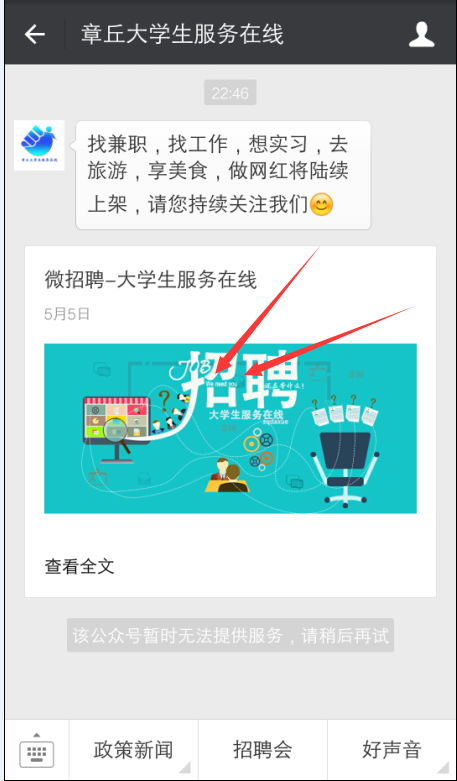 章丘大学生服务在线
22:46
找兼职，找工作，想实习，去
旅游，享美食，做网红将陆续
上架，请您持续关注我们😊
微招聘-大学生服务在线
5月5日
JOB
招聘
We need you
还在等什么！
大学生服务在线
查看全文
该公众号暂时无法提供服务，请稍后再试
政策新闻
招聘会
好声音